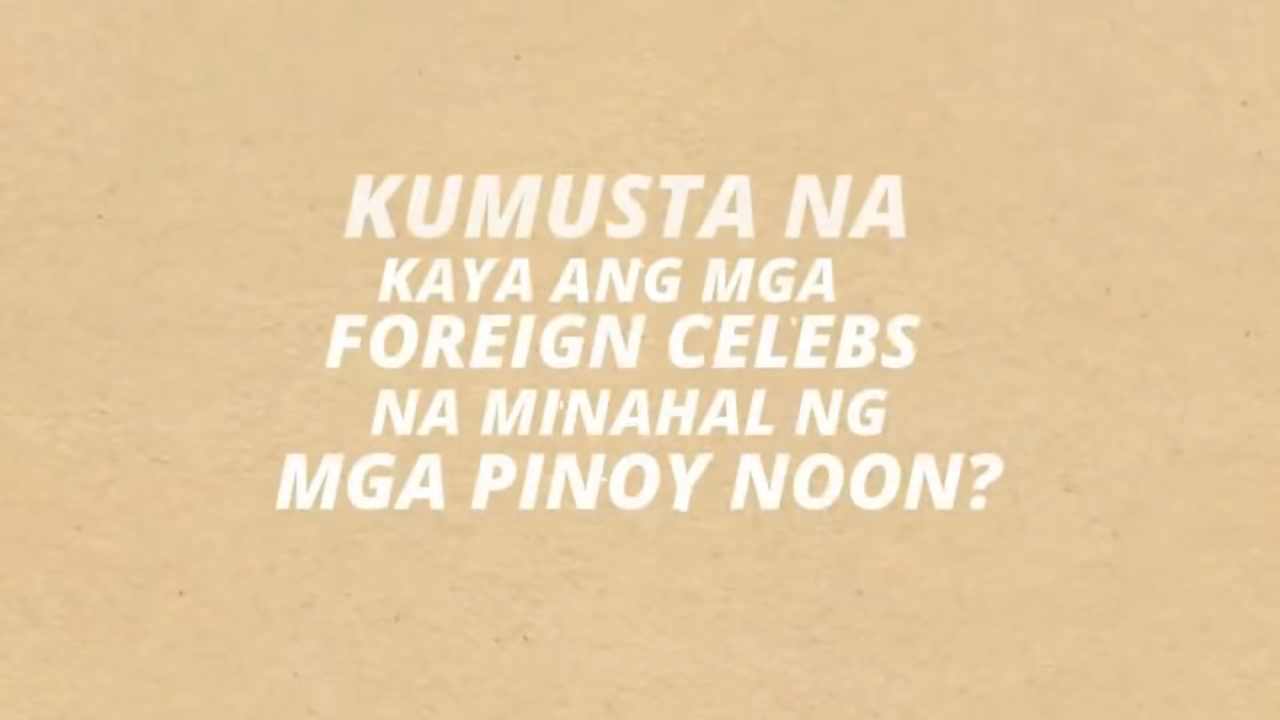 KUMUSTA NA
KAYA ANG MGA
FOREIGN CELEBS
NA MINAHAL NG
MGA PINOY NOON?